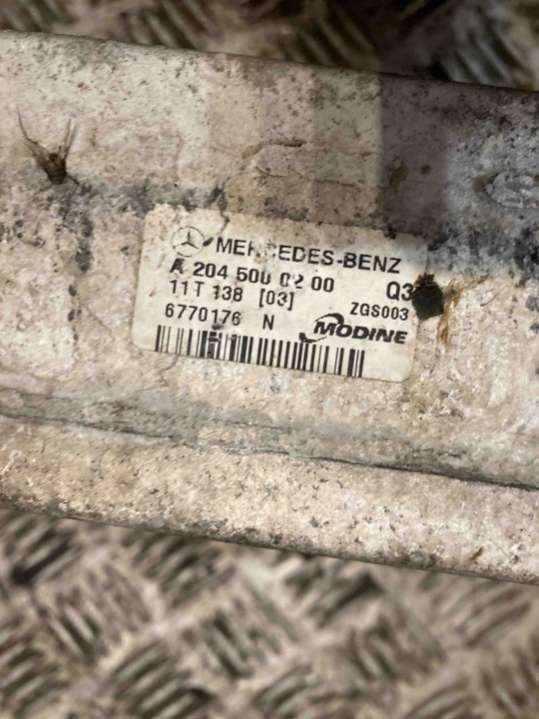 MERCEDES-BENZ
A 204 500 02 00 Q3
11T 138 [03] ZGS003
6770176 N MODINE